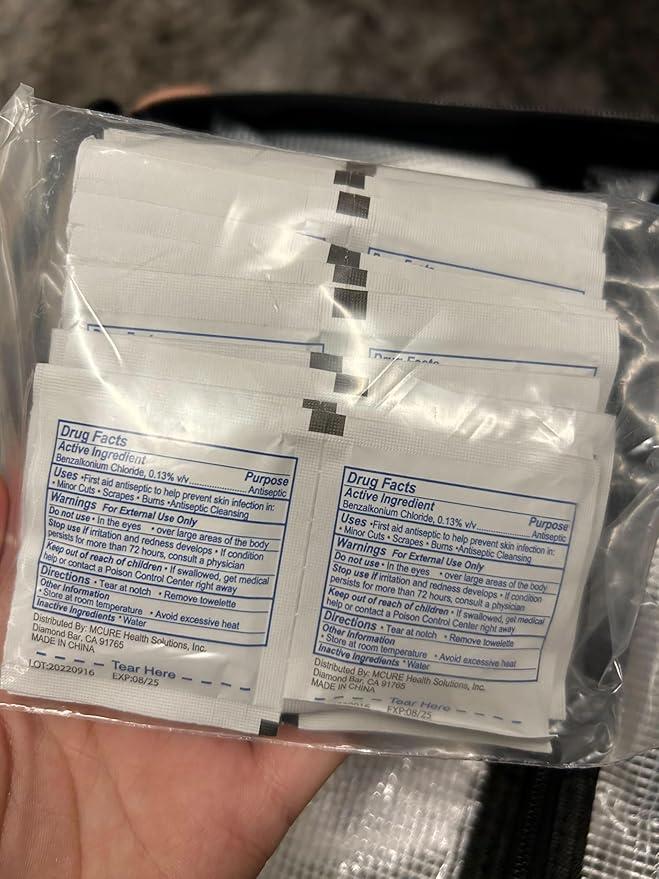 Drug Facts
Drug Facts
Drug Facts
Active Ingredient Purpose
Benzalkonium Chloride, 0.13% v/v Antiseptic
Uses •First aid antiseptic to help prevent skin infection in:
• Minor Cuts • Scrapes • Burns •Antiseptic Cleansing
Warnings For External Use Only
Do not use • In the eyes • over large areas of the body
Stop use if irritation and redness develops • If condition
persists for more than 72 hours, consult a physician
Keep out of reach of children • If swallowed, get medical
help or contact a Poison Control Center right away
Directions • Tear at notch • Remove towelette
Other Information
• Store at room temperature • Avoid excessive heat
Inactive Ingredients • Water
Distributed By: MCURE Health Solutions, Inc.
Diamond Bar, CA 91765
MADE IN CHINA
Tear Here
LOT:20220916 EXP:08/25
Drug Facts
Active Ingredient Purpose
Benzalkonium Chloride, 0.13% v/v Antiseptic
Uses •First aid antiseptic to help prevent skin infection in:
• Minor Cuts • Scrapes • Burns •Antiseptic Cleansing
Warnings For External Use Only
Do not use • In the eyes • over large areas of the body
Stop use if irritation and redness develops • If condition
persists for more than 72 hours, consult a physician
Keep out of reach of children • If swallowed, get medical
help or contact a Poison Control Center right away
Directions • Tear at notch • Remove towelette
Other Information
• Store at room temperature • Avoid excessive heat
Inactive Ingredients • Water
Distributed By: MCURE Health Solutions, Inc.
Diamond Bar, CA 91765
MADE IN CHINA
Tear Here
EXP:08/25